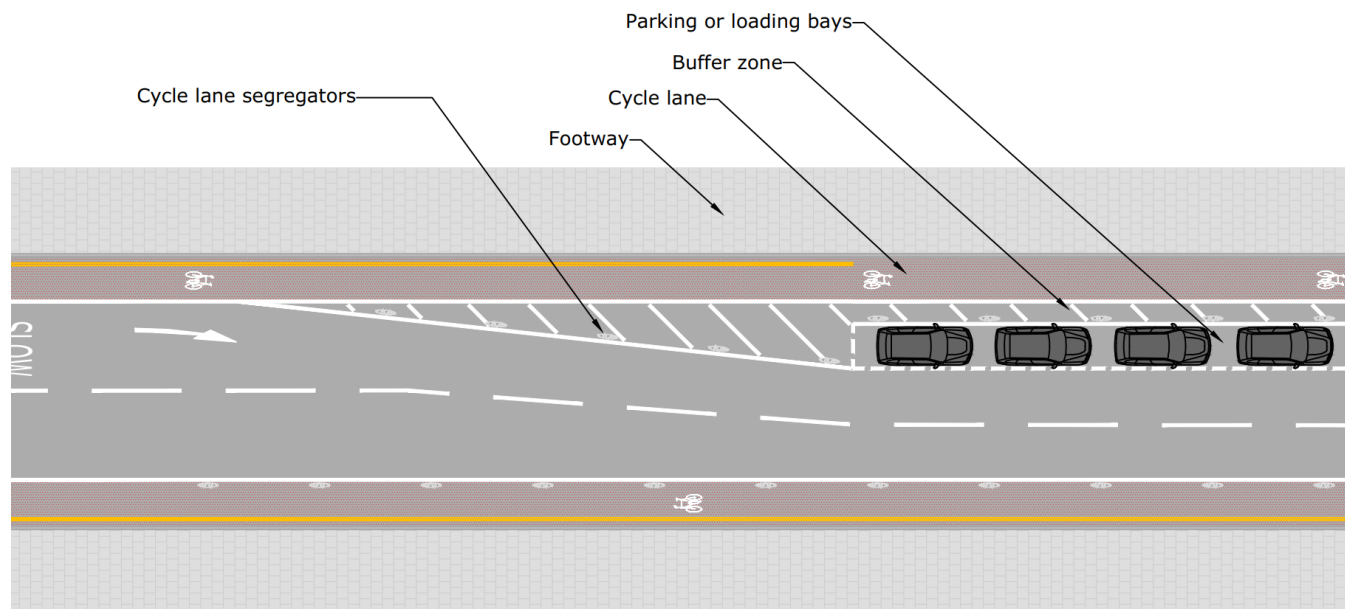 Parking or loading bays
Buffer zone
Cycle lane segregators
Cycle lane
Footway
SLOW